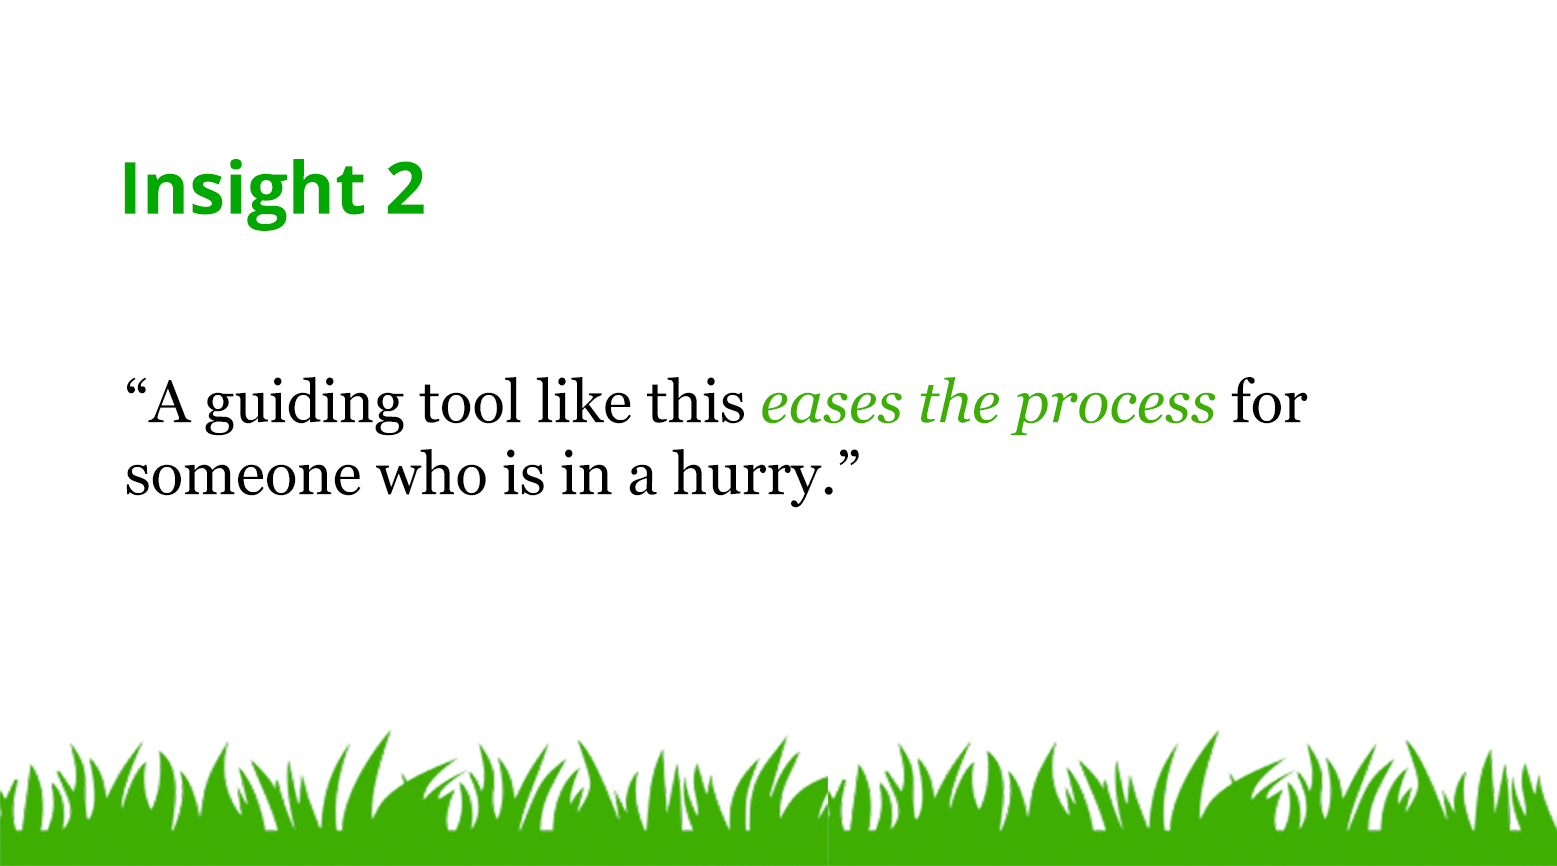 Insight 2
“A guiding tool like this eases the process for
someone who is in a hurry.”